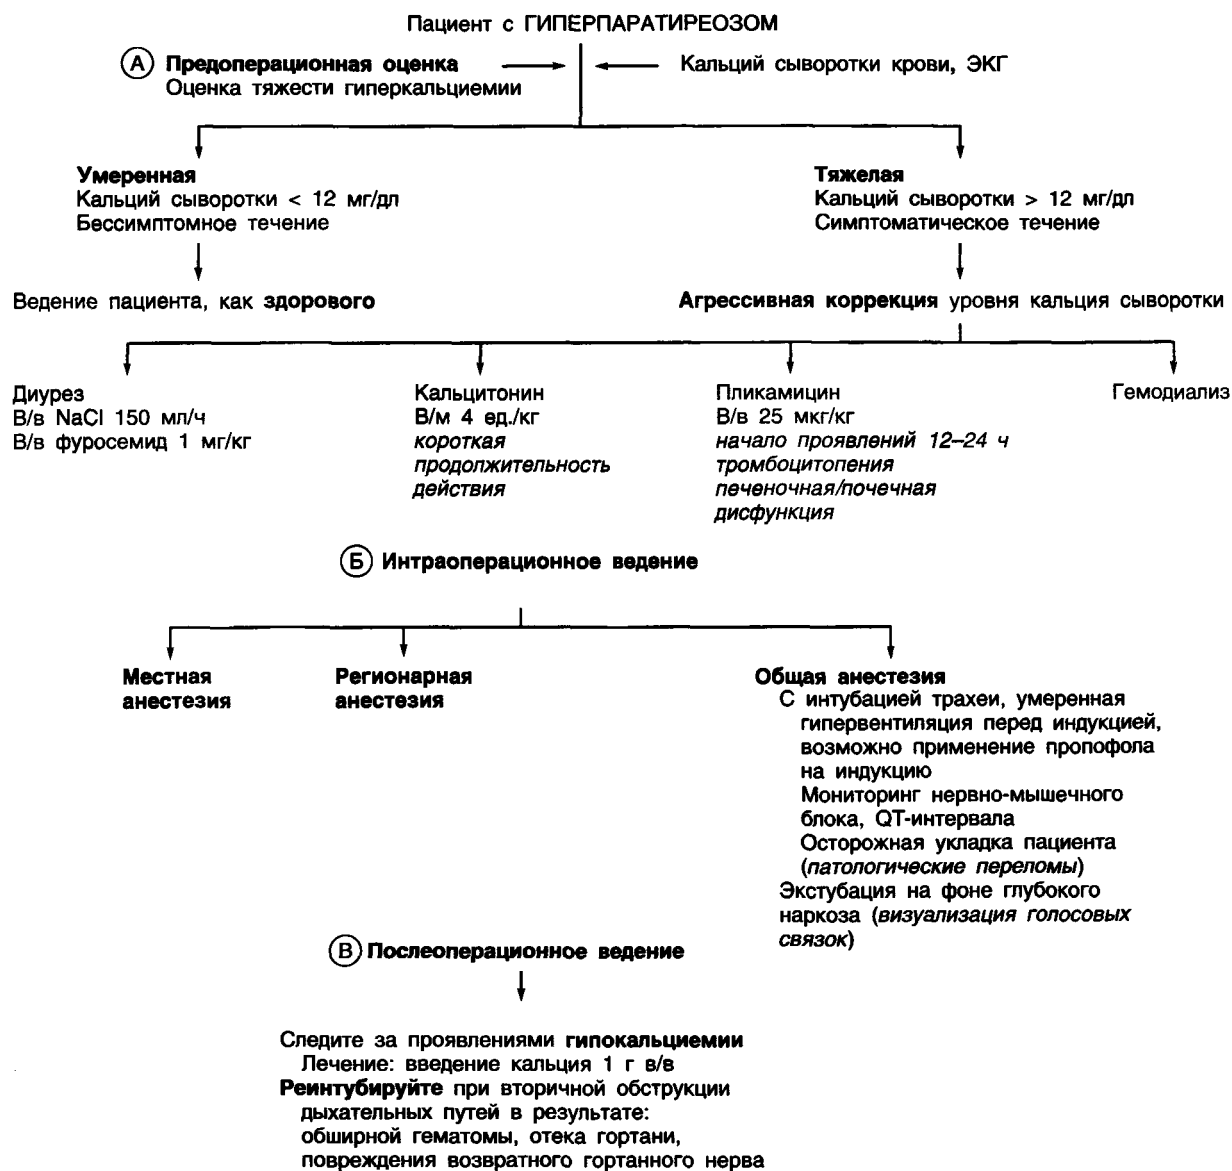 Пациент с ГИПЕРПАРАТИРЕОЗОМ
А Предоперационная оценка
Оценка тяжести гиперкальциемии
Кальций сыворотки крови, ЭКГ
Умеренная
Кальций сыворотки < 12 мг/дл
Бессимптомное течение
Тяжелая
Кальций сыворотки > 12 мг/дл
Симптоматическое течение
Ведение пациента, как здорового
Агрессивная коррекция уровня кальция сыворотки
Диурез
В/в NaCl 150 мл/ч
В/в фуросемид 1 мг/кг
Кальцитонин
В/м 4 ед./кг
короткая
продолжительность
действия
Пликамицин
В/в 25 мкг/кг
начало проявлений 12–24 ч
тромбоцитопения
печеночная/почечная
дисфункция
Гемодиализ
Б Интраоперационное ведение
Местная
анестезия
Регионарная
анестезия
Общая анестезия
С интубацией трахеи, умеренная
гипервентиляция перед индукцией,
возможно применение пропофола
на индукцию
Мониторинг нервно-мышечного
блока, QT-интервала
Осторожная укладка пациента
(патологические переломы)
Экстубация на фоне глубокого
наркоза (визуализация голосовых
связок)
В Послеоперационное ведение
Следите за проявлениями гипокальциемии
Лечение: введение кальция 1 г в/в
Реинтубируйте при вторичной обструкции
дыхательных путей в результате:
обширной гематомы, отека гортани,
повреждения возвратного гортанного нерва